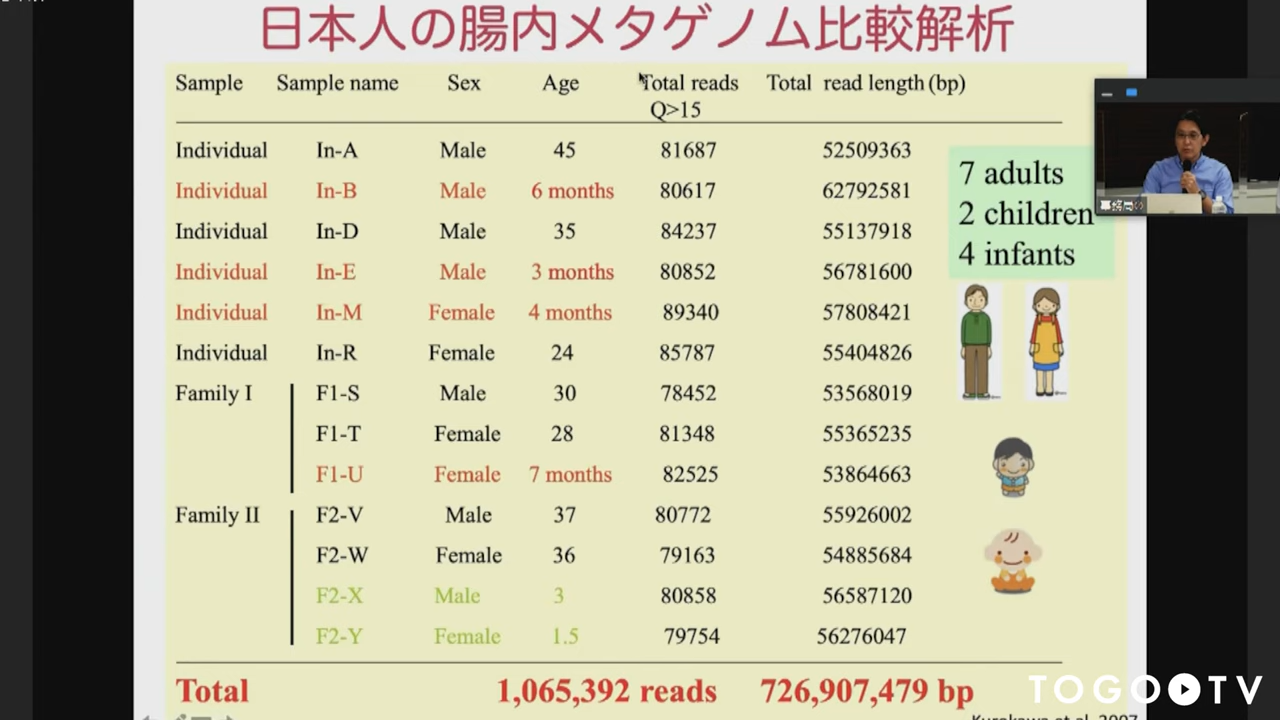 日本人の腸内メタゲノム比較解析
Sample Sample name Sex Age Total reads Total read length (bp)
Q>15
Individual In-A Male 45 81687 52509363
Individual In-B Male 6 months 80617 62792581
Individual In-D Male 35 84237 55137918
Individual In-E Male 3 months 80852 56781600
Individual In-M Female 4 months 89340 57808421
Individual In-R Female 24 85787 55404826
Family I F1-S Male 30 78452 53568019
F1-T Female 28 81348 55365235
F1-U Female 7 months 82525 53864663
Family II F2-V Male 37 80772 55926002
F2-W Female 36 79163 54885684
F2-X Male 3 80858 56587120
F2-Y Female 1.5 79754 56276047
Total 1,065,392 reads 726,907,479 bp
7 adults
2 children
4 infants
TOGO TV
Kurokawa et al. 2007